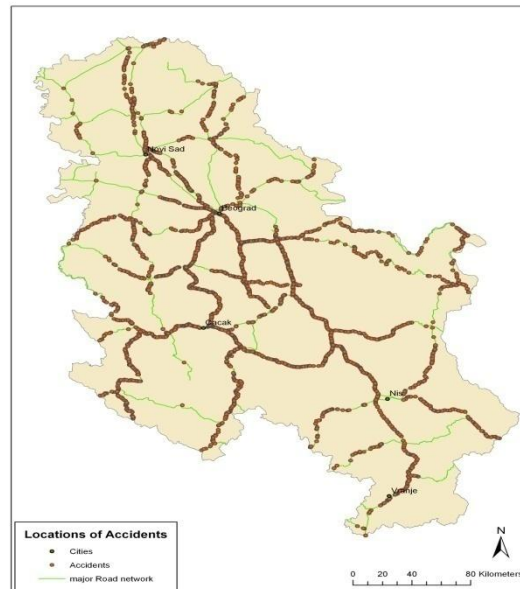 Novi Sad
Beograd
Cacak
Nis
Vranje
Locations of Accidents
Cities
Accidents
major Road network
N
0 20 40 80 Kilometers